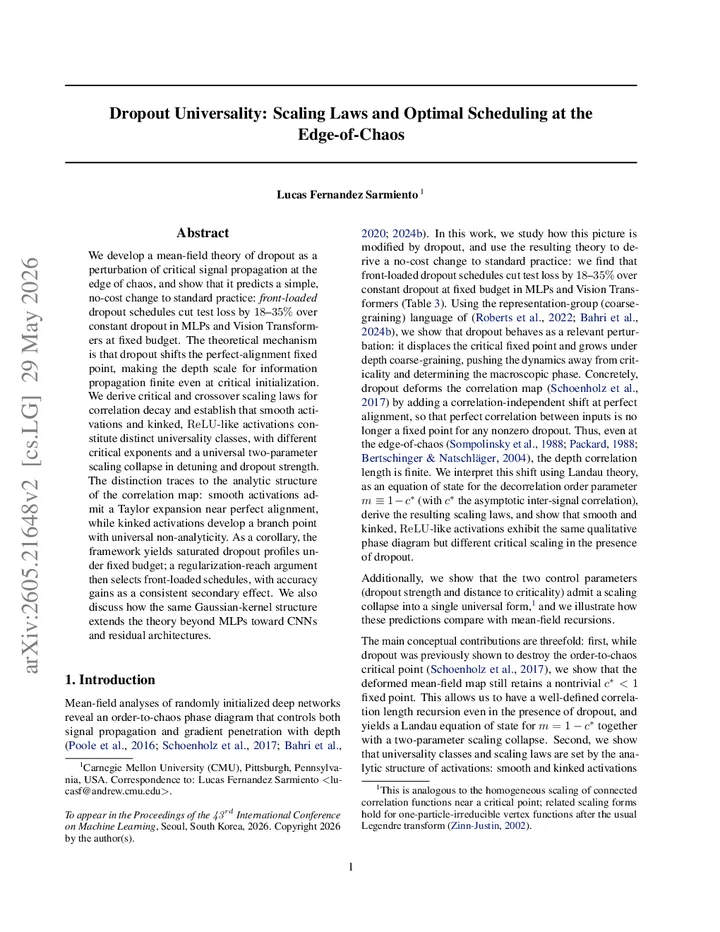 arXiv:2605.21648v2 [cs.LG] 29 May 2026
Dropout Universality: Scaling Laws and Optimal Scheduling at the
Edge-of-Chaos
Lucas Fernandez Sarmiento 1
Abstract
We develop a mean-field theory of dropout as a
perturbation of critical signal propagation at the
edge of chaos, and show that it predicts a simple,
no-cost change to standard practice: front-loaded
dropout schedules cut test loss by 18–35% over
constant dropout in MLPs and Vision Transform-
ers at fixed budget. The theoretical mechanism
is that dropout shifts the perfect-alignment fixed
point, making the depth scale for information
propagation finite even at critical initialization.
We derive critical and crossover scaling laws for
correlation decay and establish that smooth acti-
vations and kinked, ReLU-like activations con-
stitute distinct universality classes, with different
critical exponents and a universal two-parameter
scaling collapse in detuning and dropout strength.
The distinction traces to the analytic structure
of the correlation map: smooth activations ad-
mit a Taylor expansion near perfect alignment,
while kinked activations develop a branch point
with universal non-analyticity. As a corollary, the
framework yields saturated dropout profiles un-
der fixed budget; a regularization-reach argument
then selects front-loaded schedules, with accuracy
gains as a consistent secondary effect. We also
discuss how the same Gaussian-kernel structure
extends the theory beyond MLPs toward CNNs
and residual architectures.
1. Introduction
Mean-field analyses of randomly initialized deep networks
reveal an order-to-chaos phase diagram that controls both
signal propagation and gradient penetration with depth
(Poole et al., 2016; Schoenholz et al., 2017; Bahri et al.,
1Carnegie Mellon University (CMU), Pittsburgh, Pennsylva-
nia, USA. Correspondence to: Lucas Fernandez Sarmiento <lu-
casf@andrew.cmu.edu>.
To appear in the Proceedings of the 43rd International Conference
on Machine Learning, Seoul, South Korea, 2026. Copyright 2026
by the author(s).
2020; 2024b). In this work, we study how this picture is
modified by dropout, and use the resulting theory to de-
rive a no-cost change to standard practice: we find that
front-loaded dropout schedules cut test loss by 18–35% over
constant dropout at fixed budget in MLPs and Vision Trans-
formers (Table 3). Using the representation-group (coarse-
graining) language of (Roberts et al., 2022; Bahri et al.,
2024b), we show that dropout behaves as a relevant pertur-
bation: it displaces the critical fixed point and grows under
depth coarse-graining, pushing the dynamics away from crit-
icality and determining the macroscopic phase. Concretely,
dropout deforms the correlation map (Schoenholz et al.,
2017) by adding a correlation-independent shift at perfect
alignment, so that perfect correlation between inputs is no
longer a fixed point for any nonzero dropout. Thus, even at
the edge-of-chaos (Sompolinsky et al., 1988; Packard, 1988;
Bertschinger & Natschläger, 2004), the depth correlation
length is finite. We interpret this shift using Landau theory,
as an equation of state for the decorrelation order parameter
m ≡ 1−c* (with c* the asymptotic inter-signal correlation),
derive the resulting scaling laws, and show that smooth and
kinked, ReLU-like activations exhibit the same qualitative
phase diagram but different critical scaling in the presence
of dropout.
Additionally, we show that the two control parameters
(dropout strength and distance to criticality) admit a scaling
collapse into a single universal form,1 and we illustrate how
these predictions compare with mean-field recursions.
The main conceptual contributions are threefold: first, while
dropout was previously shown to destroy the order-to-chaos
critical point (Schoenholz et al., 2017), we show that the
deformed mean-field map still retains a nontrivial c* < 1
fixed point. This allows us to have a well-defined correla-
tion length recursion even in the presence of dropout, and
yields a Landau equation of state for m = 1 − c* together
with a two-parameter scaling collapse. Second, we show
that universality classes and scaling laws are set by the ana-
lytic structure of activations: smooth and kinked activations
1This is analogous to the homogeneous scaling of connected
correlation functions near a critical point; related scaling forms
hold for one-particle-irreducible vertex functions after the usual
Legendre transform (Zinn-Justin, 2002).
1